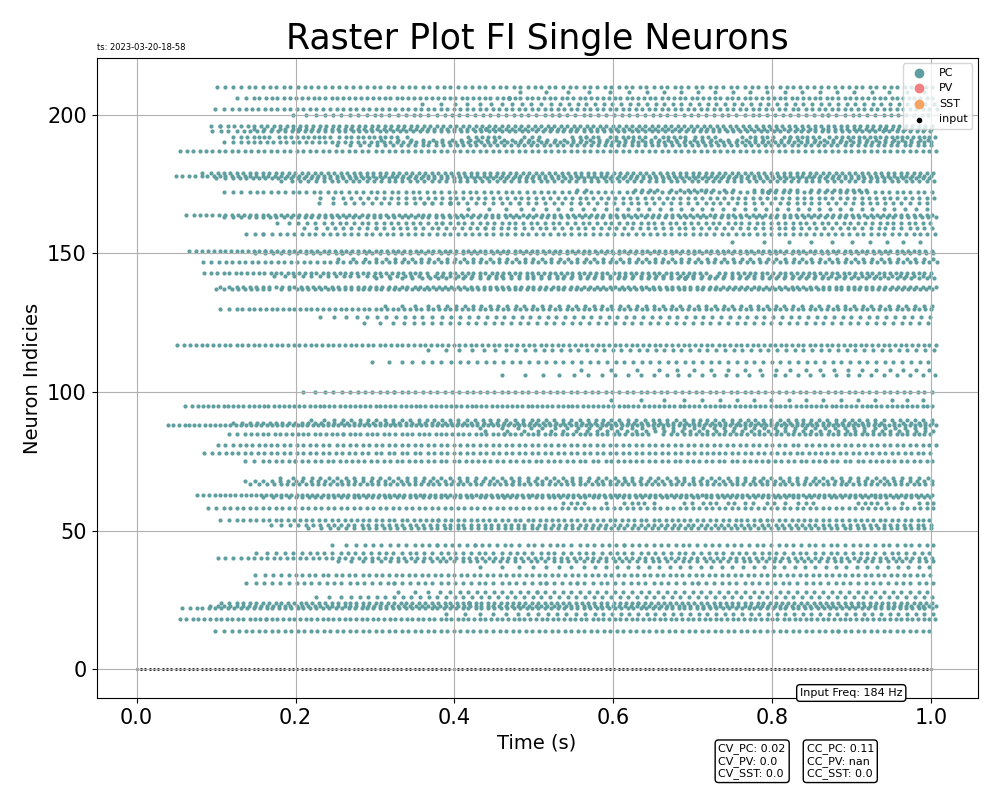 Raster Plot FI Single Neurons
ts: 2023-03-20-18-58
PC
PV
SST
input
200
150
100
50
0
Neuron Indicies
0.0 0.2 0.4 0.6 0.8 1.0
Time (s)
Input Freq: 184 Hz
CV_PC: 0.02
CV_PV: 0.0
CV_SST: 0.0
CC_PC: 0.11
CC_PV: nan
CC_SST: 0.0